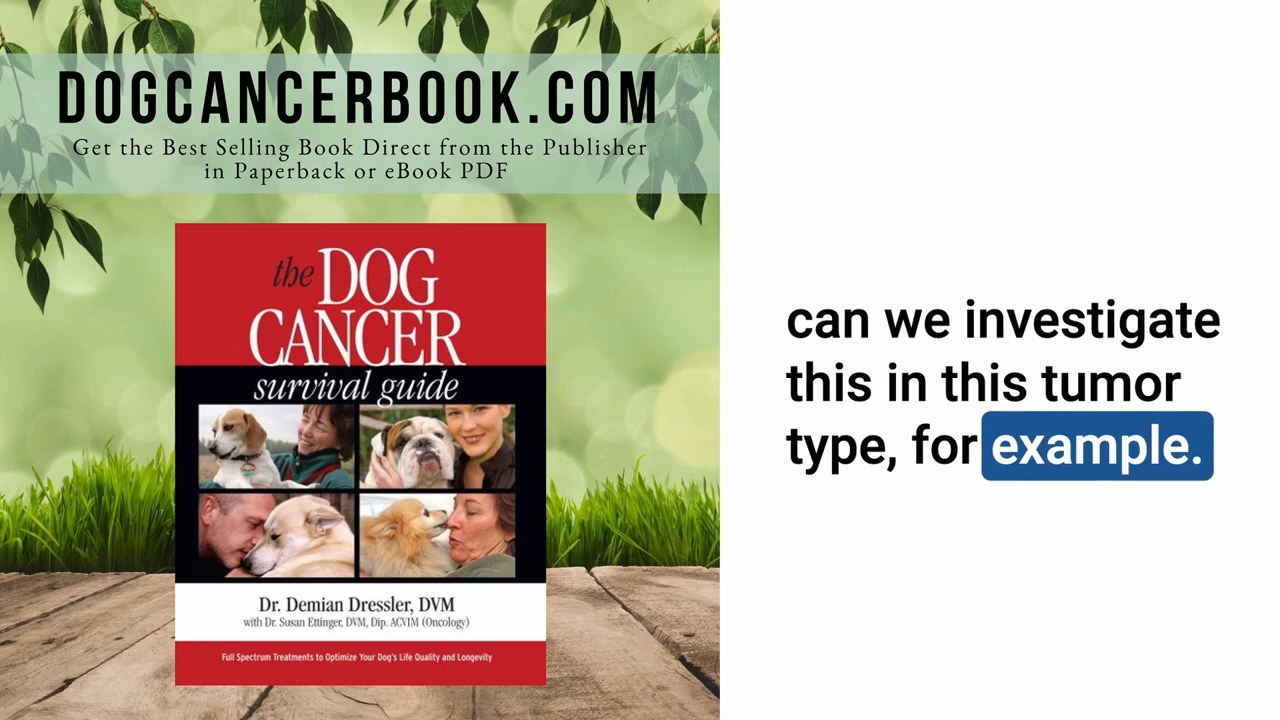 DOGCANCERBOOK.COM
Get the Best Selling Book Direct from the Publisher
in Paperback or eBook PDF
the DOG
CANCER
survival guide
Dr. Demian Dressler, DVM
with Dr. Susan Ettinger, DVM, Dip. ACVIM (Oncology)
Full Spectrum Treatments to Optimize Your Dog's Life Quality and Longevity
can we investigate
this in this tumor
type, for example.